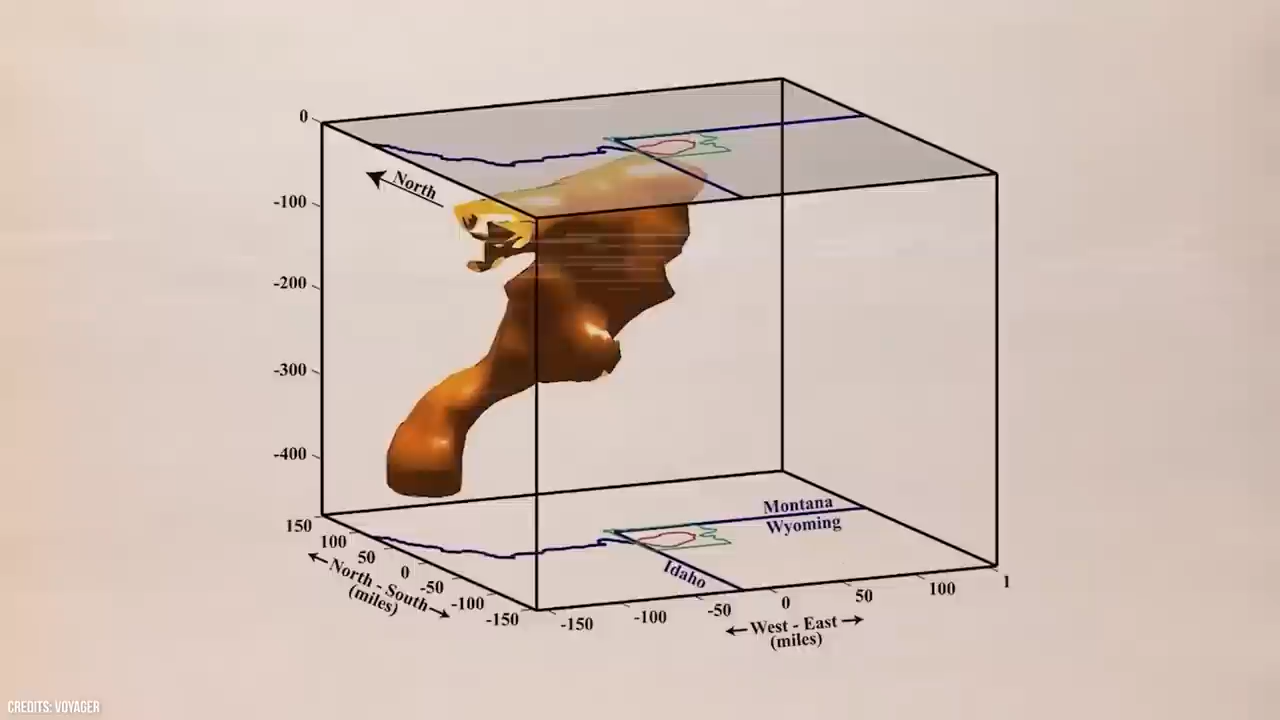 0
-100
-200
-300
-400
North
Montana
Wyoming
Idaho
150
100
50
0
-50
-100
-150
North - South
(miles)
-150
-100
-50
0
50
100
1
West - East
(miles)
CREDITS: VOYAGER